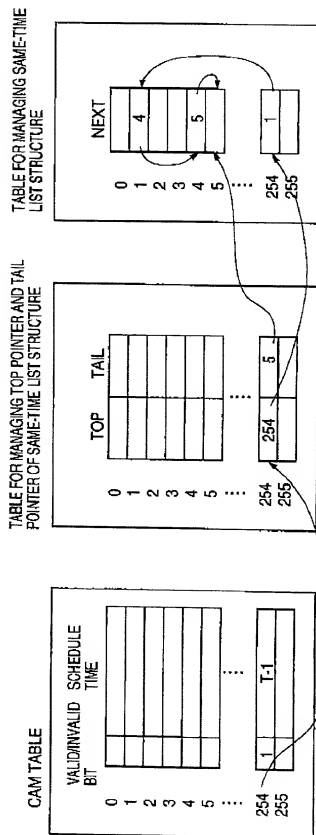 CAM TABLE
VALID/INVALID SCHEDULE
BIT TIME
0
1
2
3
4
5
254 1 T-1
255
TABLE FOR MANAGING TOP POINTER AND TAIL
POINTER OF SAME-TIME LIST STRUCTURE
TOP TAIL
0
1
2
3
4
5
254 254 5
255
TABLE FOR MANAGING SAME-TIME
LIST STRUCTURE
NEXT
0
1 4
2
3
4 5
5
254 1
255